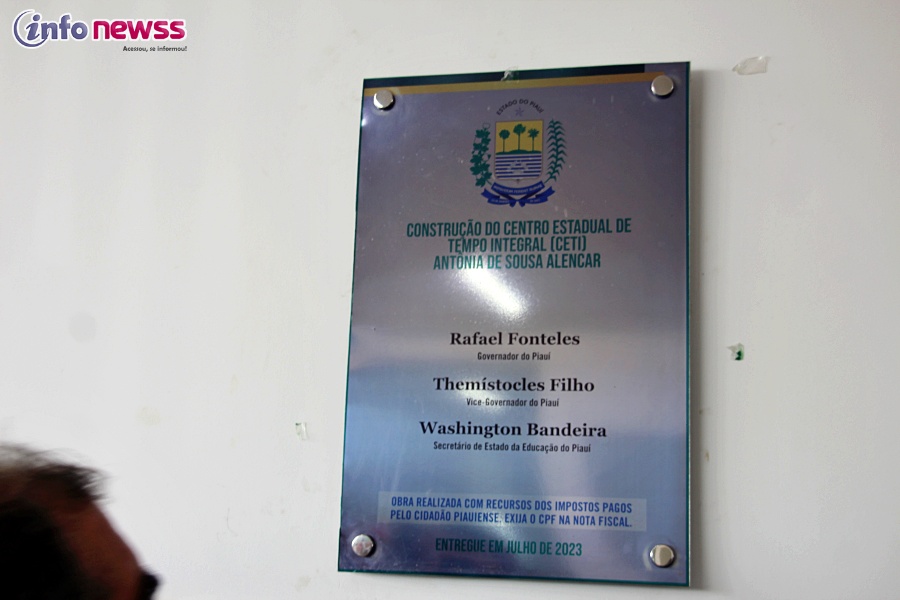 info newss
Acessou, se informou!
ESTADO DO PIAUÍ
CONSTRUÇÃO DO CENTRO ESTADUAL DE
TEMPO INTEGRAL (CETI)
ANTÔNIA DE SOUSA ALENCAR
Rafael Fonteles
Governador do Piauí
Themístocles Filho
Vice-Governador do Piauí
Washington Bandeira
Secretário de Estado da Educação do Piauí
OBRA REALIZADA COM RECURSOS DOS IMPOSTOS PAGOS
PELO CIDADÃO PIAUIENSE, EXIJA O CPF NA NOTA FISCAL.
ENTREGUE EM JULHO DE 2023